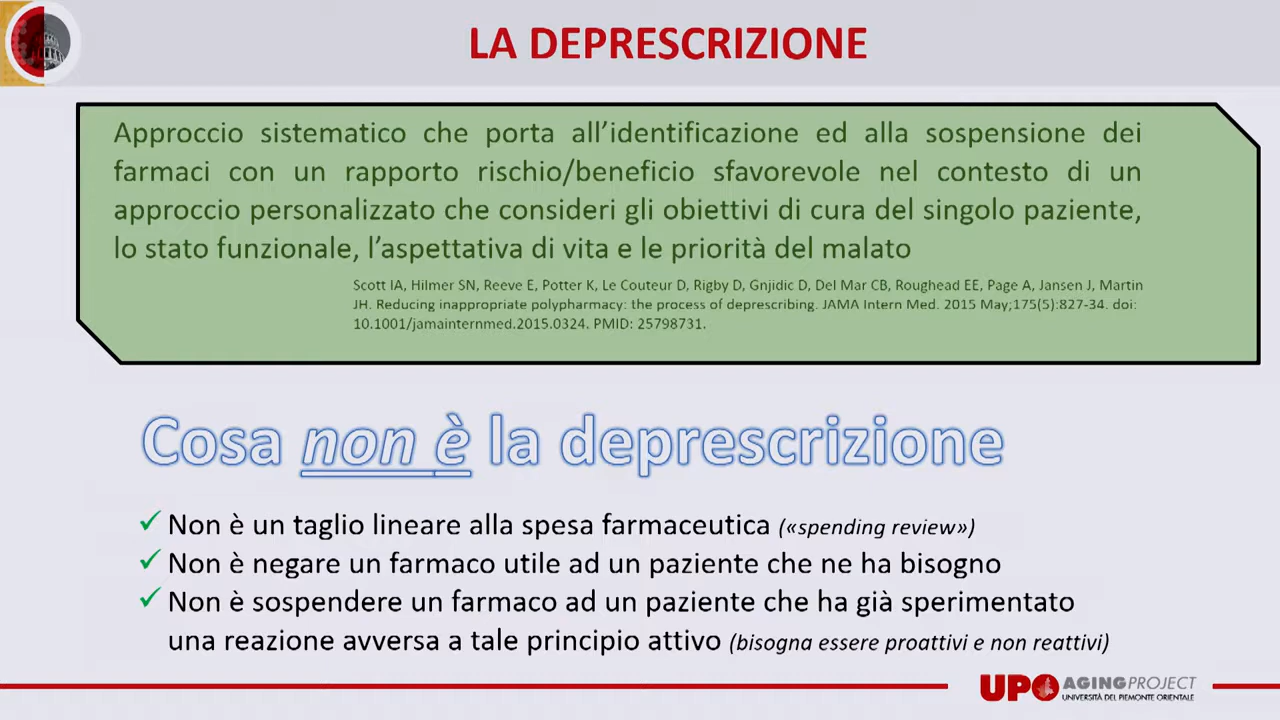 LA DEPRESCRIZIONE
Approccio sistematico che porta all’identificazione ed alla sospensione dei
farmaci con un rapporto rischio/beneficio sfavorevole nel contesto di un
approccio personalizzato che consideri gli obiettivi di cura del singolo paziente,
lo stato funzionale, l’aspettativa di vita e le priorità del malato
Scott IA, Hilmer SN, Reeve E, Potter K, Le Couteur D, Rigby D, Gnjidic D, Del Mar CB, Roughead EE, Page A, Jansen J, Martin
JH. Reducing inappropriate polypharmacy: the process of deprescribing. JAMA Intern Med. 2015 May;175(5):827-34. doi:
10.1001/jamainternmed.2015.0324. PMID: 25798731.
Cosa non è la deprescrizione
✓ Non è un taglio lineare alla spesa farmaceutica («spending review»)
✓ Non è negare un farmaco utile ad un paziente che ne ha bisogno
✓ Non è sospendere un farmaco ad un paziente che ha già sperimentato
una reazione avversa a tale principio attivo (bisogna essere proattivi e non reattivi)
UPO AGING PROJECT
UNIVERSITÀ DEL PIEMONTE ORIENTALE